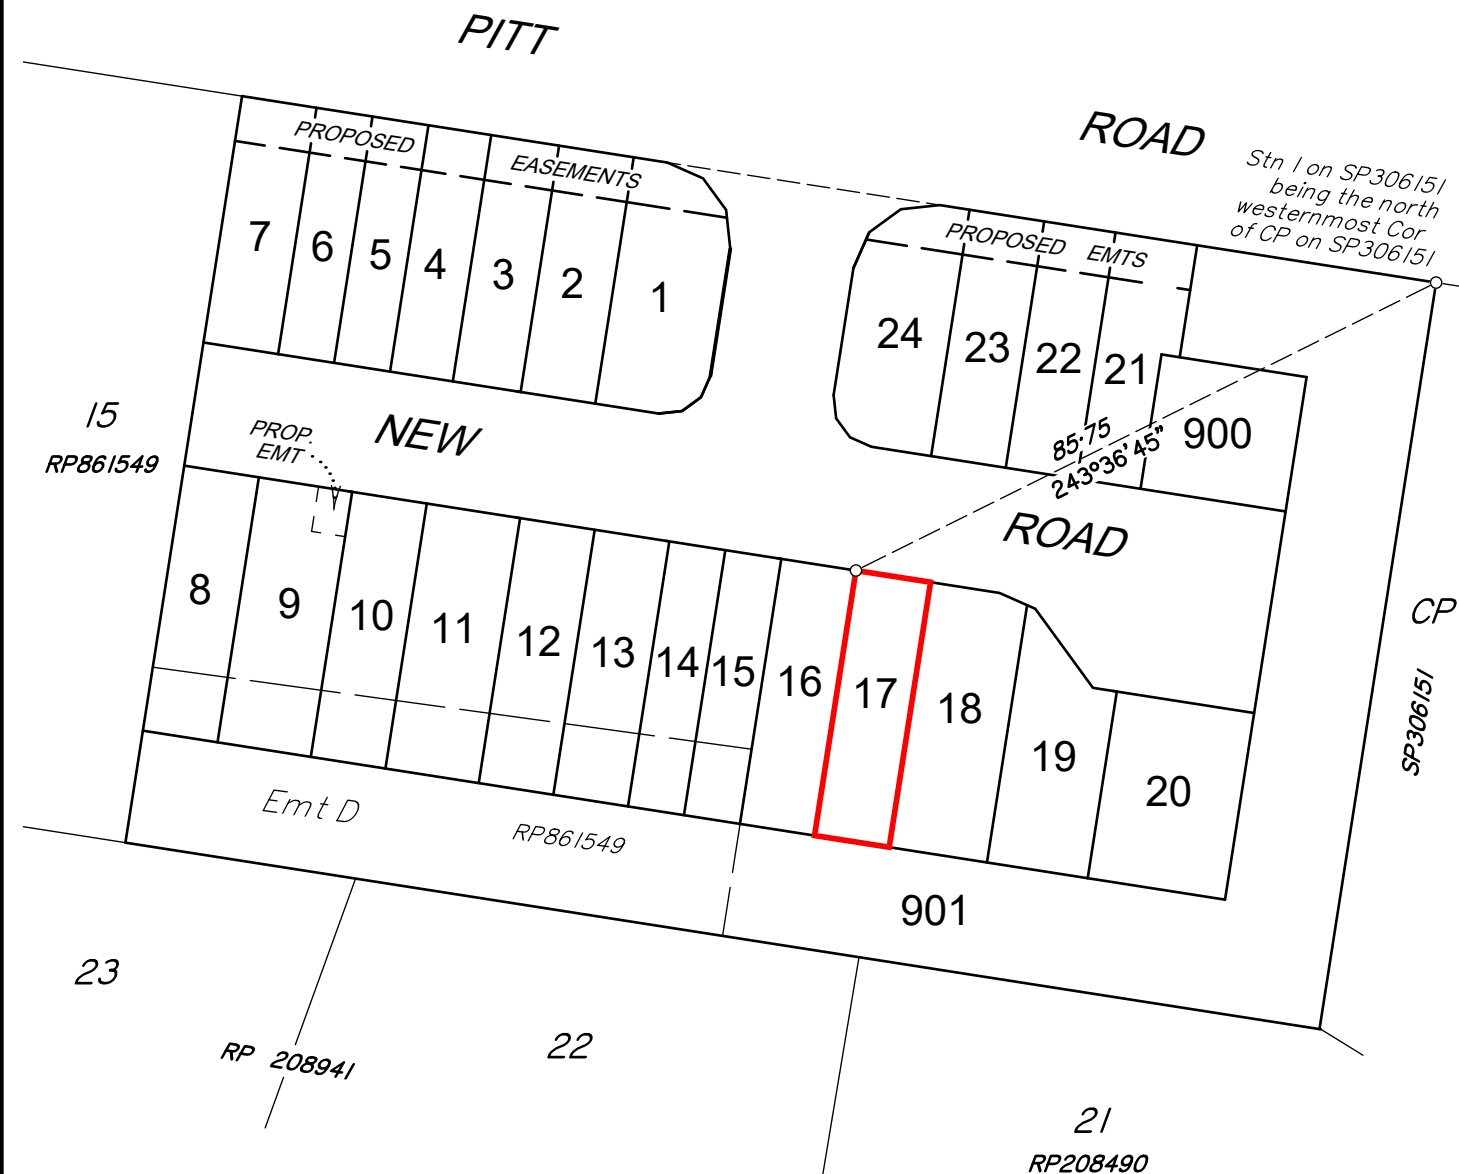 PITT
ROAD
Stn 1 on SP306151
being the north
westernmost Cor
of CP on SP306151
PROPOSED
EASEMENTS
PROPOSED EMTS
7
6
5
4
3
2
1
24
23
22
21
900
15
RP861549
PROP.
EMT
NEW
85·75
243°36'45"
ROAD
8
9
10
11
12
13
14
15
16
17
18
19
20
CP
SP306151
Emt D
RP861549
901
23
RP 208941
22
21
RP208490